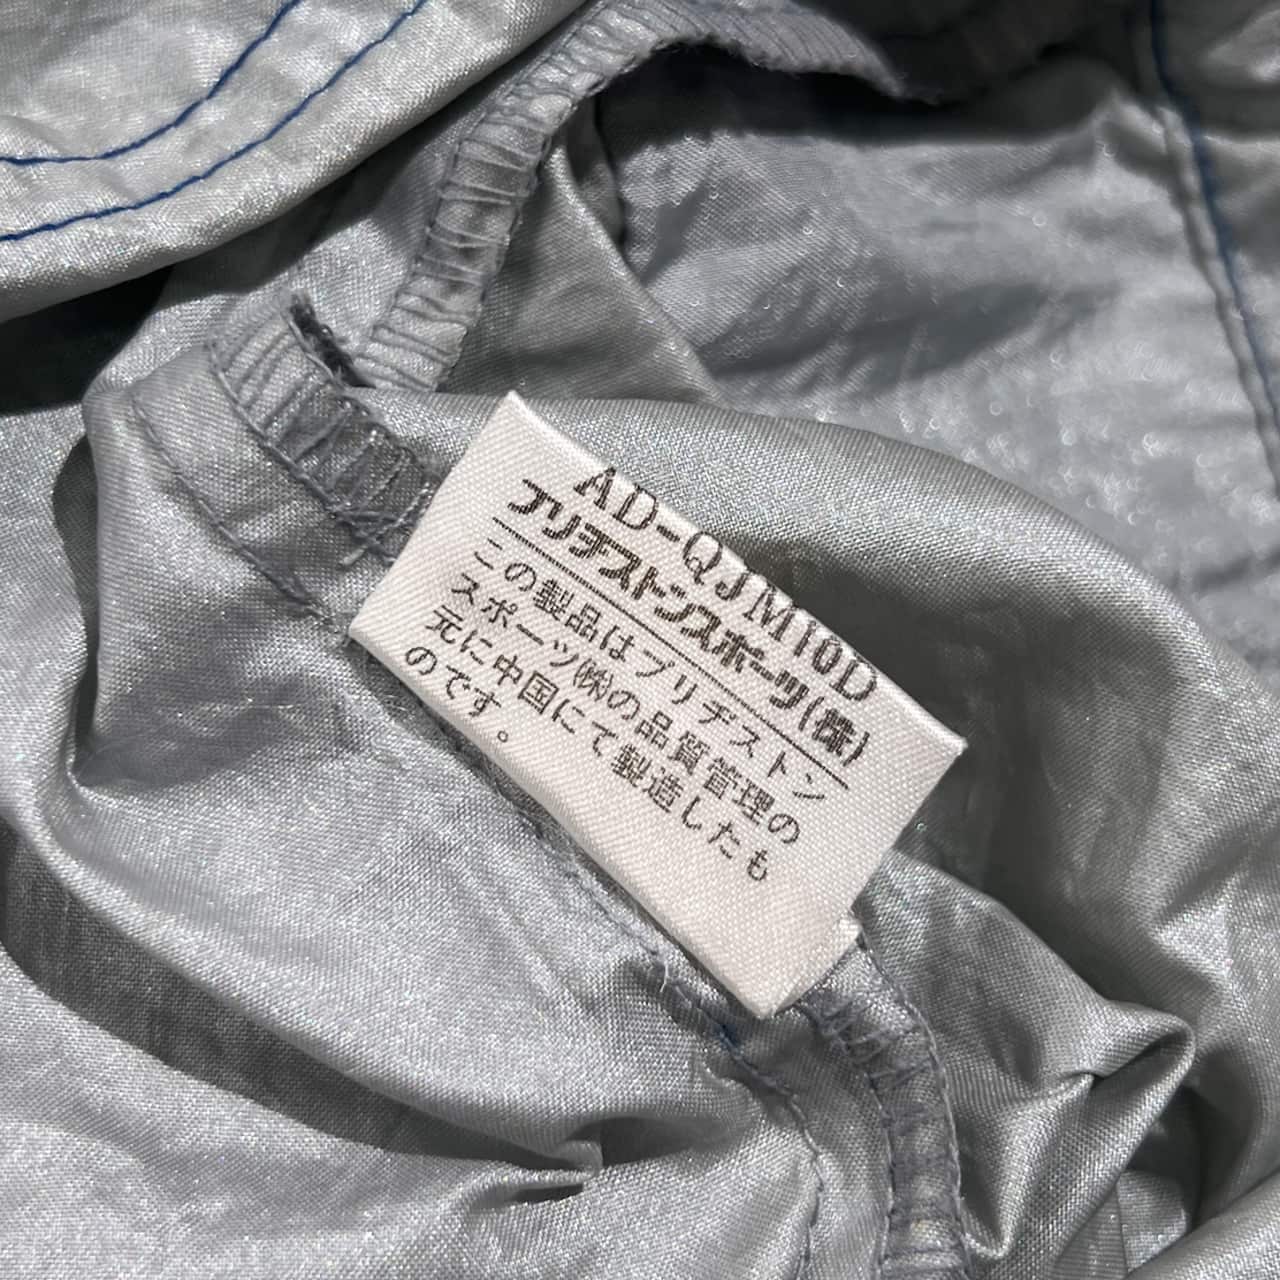 AD-QJM10D
ブリヂストンスポーツ(株)
この製品はブリヂストン
スポーツ(株)の品質管理の
元に中国にて製造したも
のです。